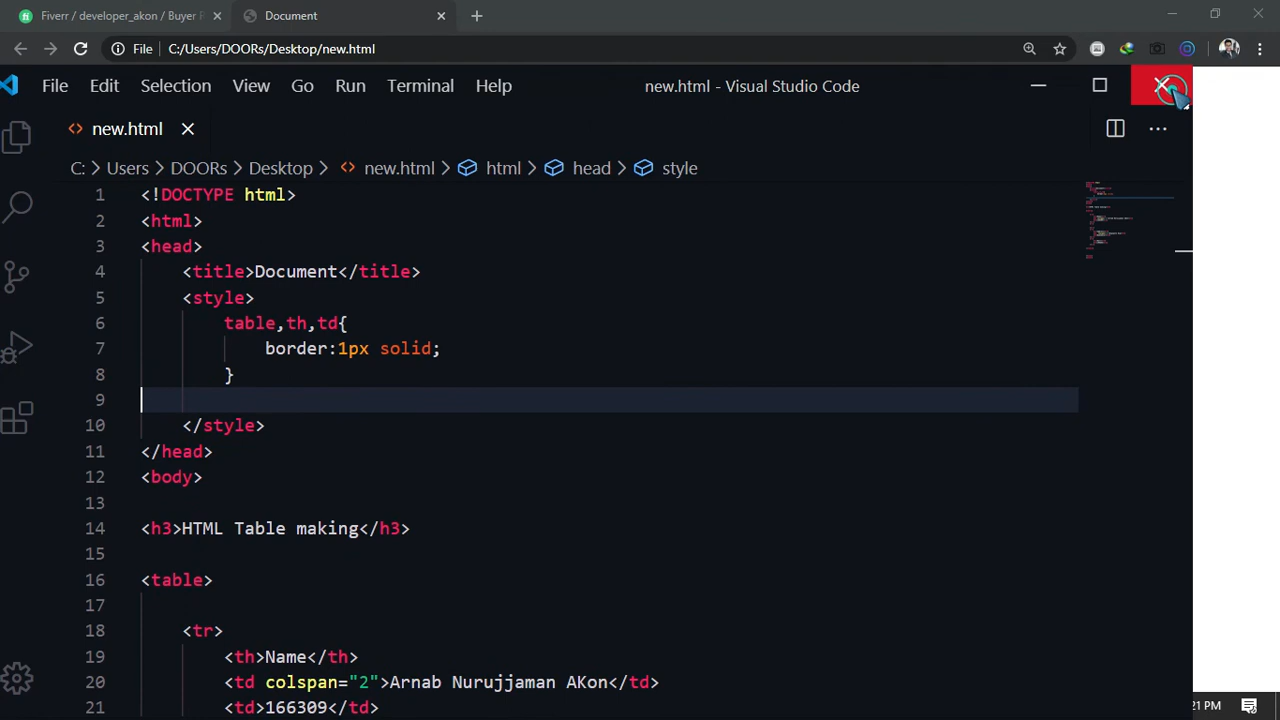 Fiverr / developer_akon / Buyer R
Document
File C:/Users/DOORs/Desktop/new.html
File Edit Selection View Go Run Terminal Help new.html - Visual Studio Code
new.html
C: > Users > DOORs > Desktop > new.html > html > head > style
1 <!DOCTYPE html>
2 <html>
3 <head>
4 <title>Document</title>
5 <style>
6 table,th,td{
7 border:1px solid;
8 }
9
10 </style>
11 </head>
12 <body>
13
14 <h3>HTML Table making</h3>
15
16 <table>
17
18 <tr>
19 <th>Name</th>
20 <td colspan="2">Arnab Nurujjaman AKon</td>
21 <td>166309</td>
21 PM